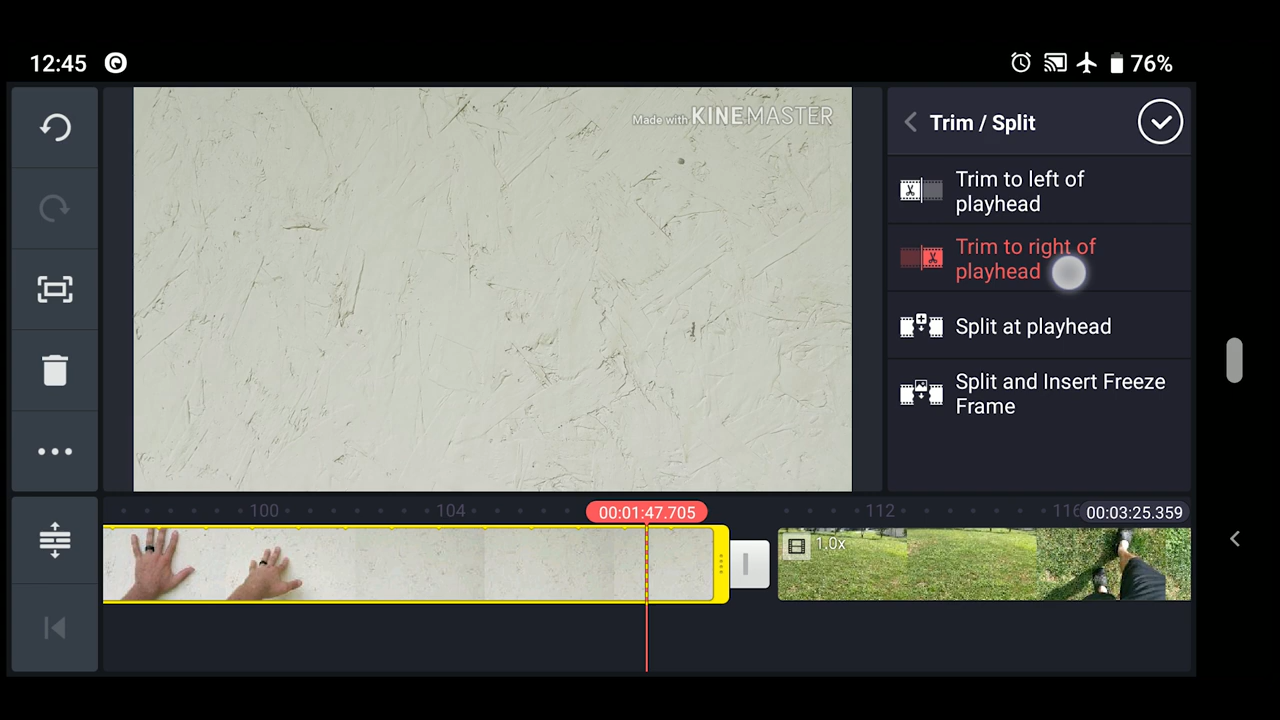 12:45
76%
Made with KINEMASTER
Trim / Split
Trim to left of
playhead
Trim to right of
playhead
Split at playhead
Split and Insert Freeze
Frame
100
104
00:01:47.705
112
116
00:03:25.359
1.0x